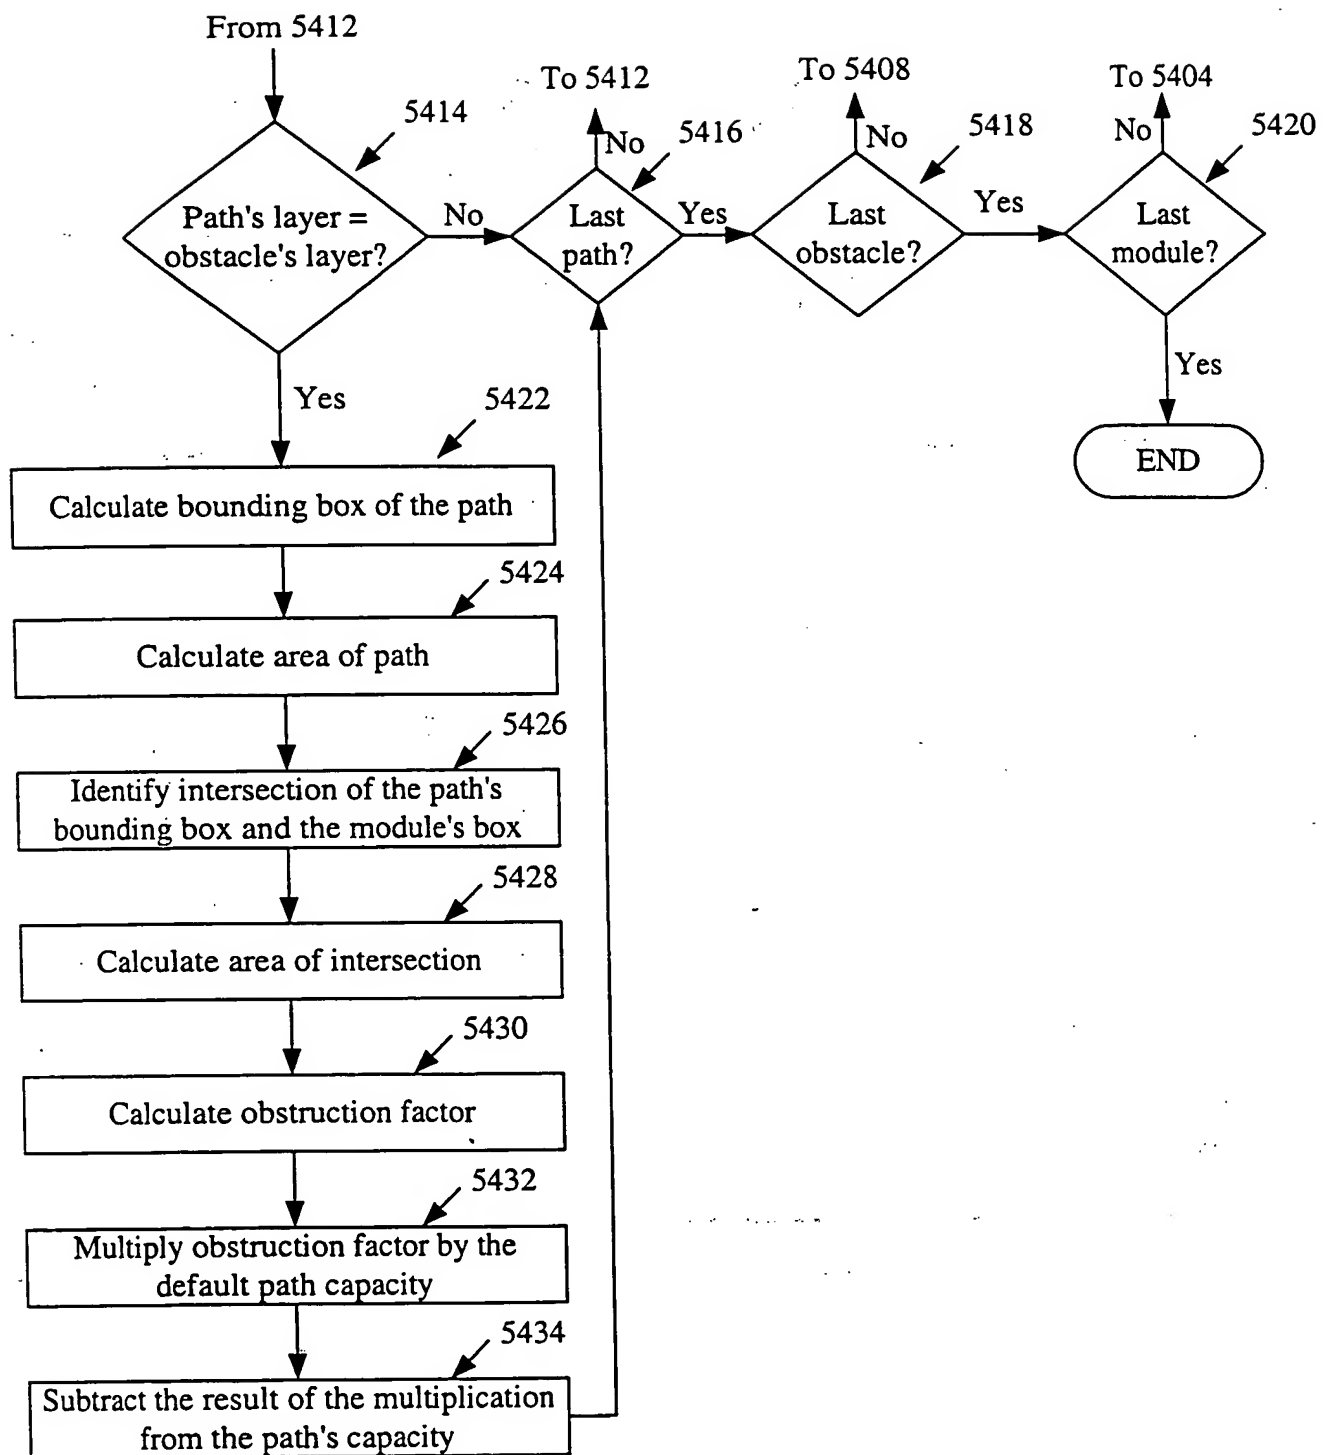 From 5412
To 5412
To 5408
To 5404
5414
5416
5418
5420
No
No
No
Path's layer =
obstacle's layer?
No
Last
path?
Yes
Last
obstacle?
Yes
Last
module?
Yes
Yes
END
5422
Calculate bounding box of the path
5424
Calculate area of path
5426
Identify intersection of the path's
bounding box and the module's box
5428
Calculate area of intersection
5430
Calculate obstruction factor
5432
Multiply obstruction factor by the
default path capacity
5434
Subtract the result of the multiplication
from the path's capacity